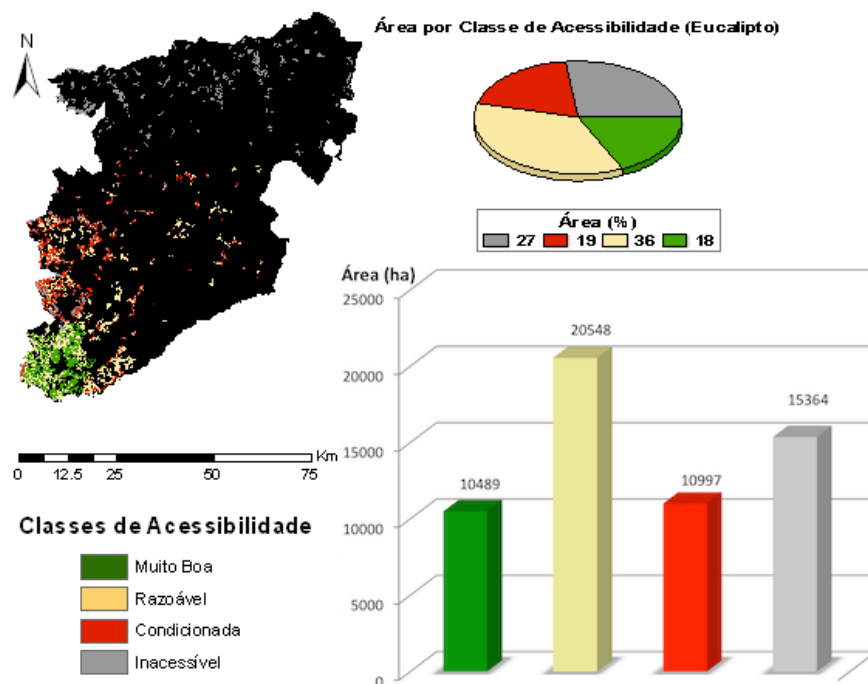 N
Área por Classe de Acessibilidade (Eucalipto)
Área (%)
27 19 36 18
Área (ha)
25000
20000
15000
10000
5000
0
10489
20548
10997
15364
Km
0 12.5 25 50 75
Classes de Acessibilidade
Muito Boa
Razoável
Condicionada
Inacessível